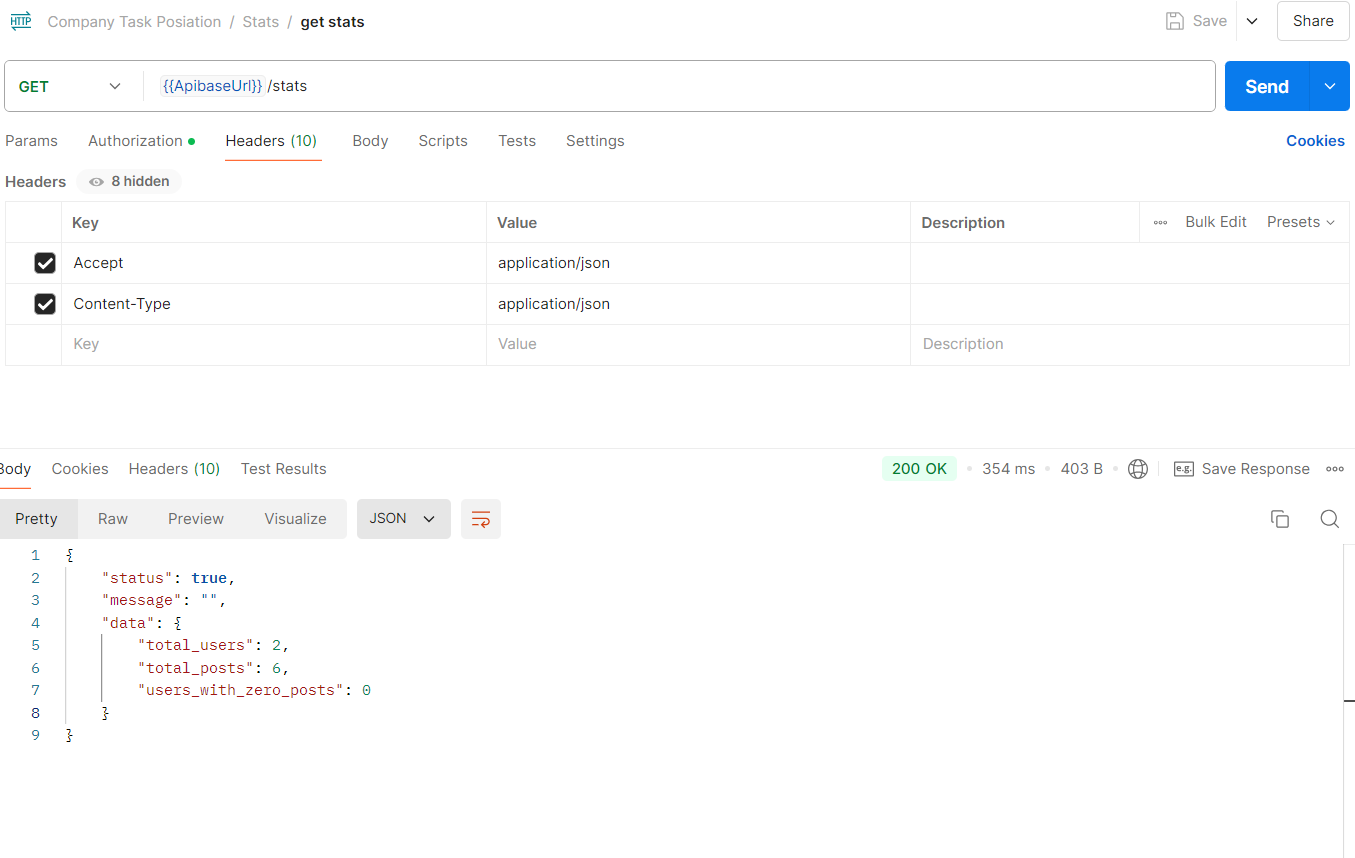 HTTP Company Task Posiation / Stats / get stats Save Share
GET {{ApibaseUrl}} /stats Send
Params Authorization Headers (10) Body Scripts Tests Settings Cookies
Headers 8 hidden
Key Value Description Bulk Edit Presets
Accept application/json
Content-Type application/json
Key Value Description
Body Cookies Headers (10) Test Results 200 OK 354 ms 403 B e.g. Save Response
Pretty Raw Preview Visualize JSON
1 {
2 "status": true,
3 "message": "",
4 "data": {
5 "total_users": 2,
6 "total_posts": 6,
7 "users_with_zero_posts": 0
8 }
9 }